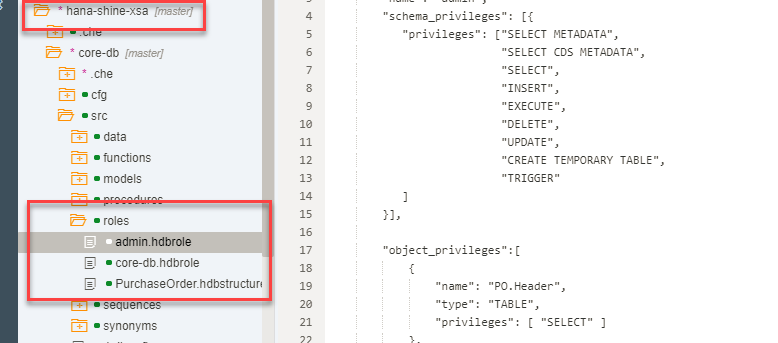 * hana-shine-xsa [master]
.che
* core-db [master]
* .che
cfg
src
data
functions
models
procedures
roles
admin.hdbrole
core-db.hdbrole
PurchaseOrder.hdbstructure
sequences
synonyms
4 "schema_privileges": [{
5 "privileges": ["SELECT METADATA",
6 "SELECT CDS METADATA",
7 "SELECT",
8 "INSERT",
9 "EXECUTE",
10 "DELETE",
11 "UPDATE",
12 "CREATE TEMPORARY TABLE",
13 "TRIGGER"
14 ]
15 }],
16
17 "object_privileges":[
18 {
19 "name": "PO.Header",
20 "type": "TABLE",
21 "privileges": [ "SELECT" ]
22 },